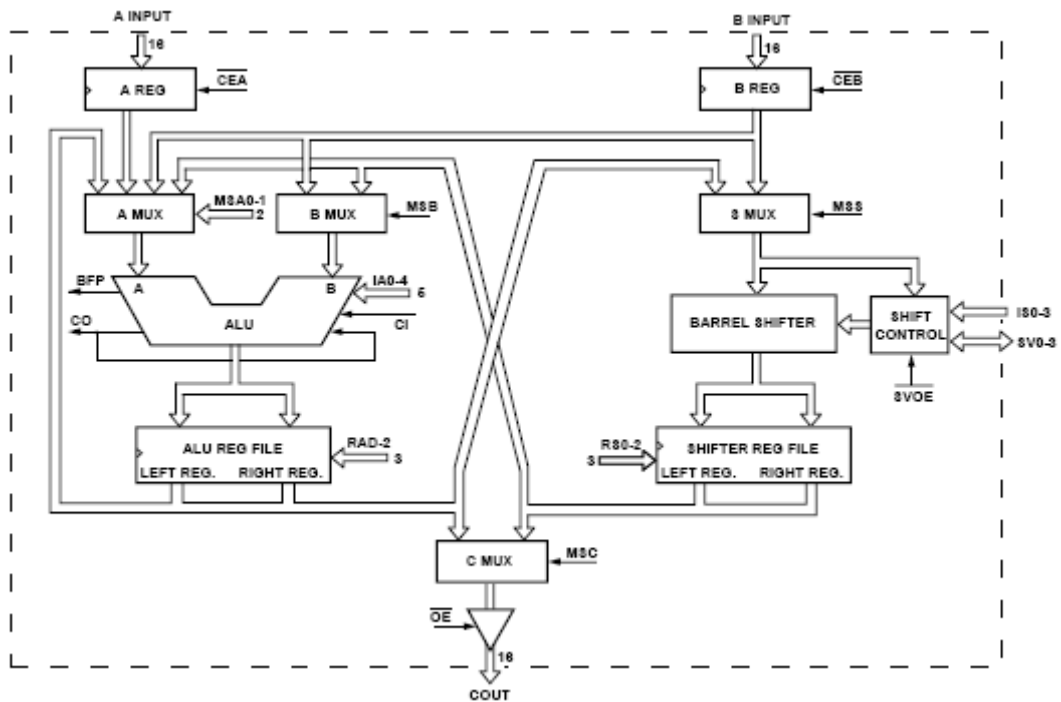 A INPUT
B INPUT
16
16
A REG
CEA
B REG
CEB
A MUX
MSA0-1
2
B MUX
MSB
S MUX
MSS
BFP
A
B
IA0-4
5
CO
ALU
CI
BARREL SHIFTER
SHIFT
CONTROL
IS0-3
SV0-3
SVOE
ALU REG FILE
LEFT REG. RIGHT REG.
RAD-2
3
RS0-2
3
SHIFTER REG FILE
LEFT REG. RIGHT REG.
C MUX
MSC
OE
16
COUT